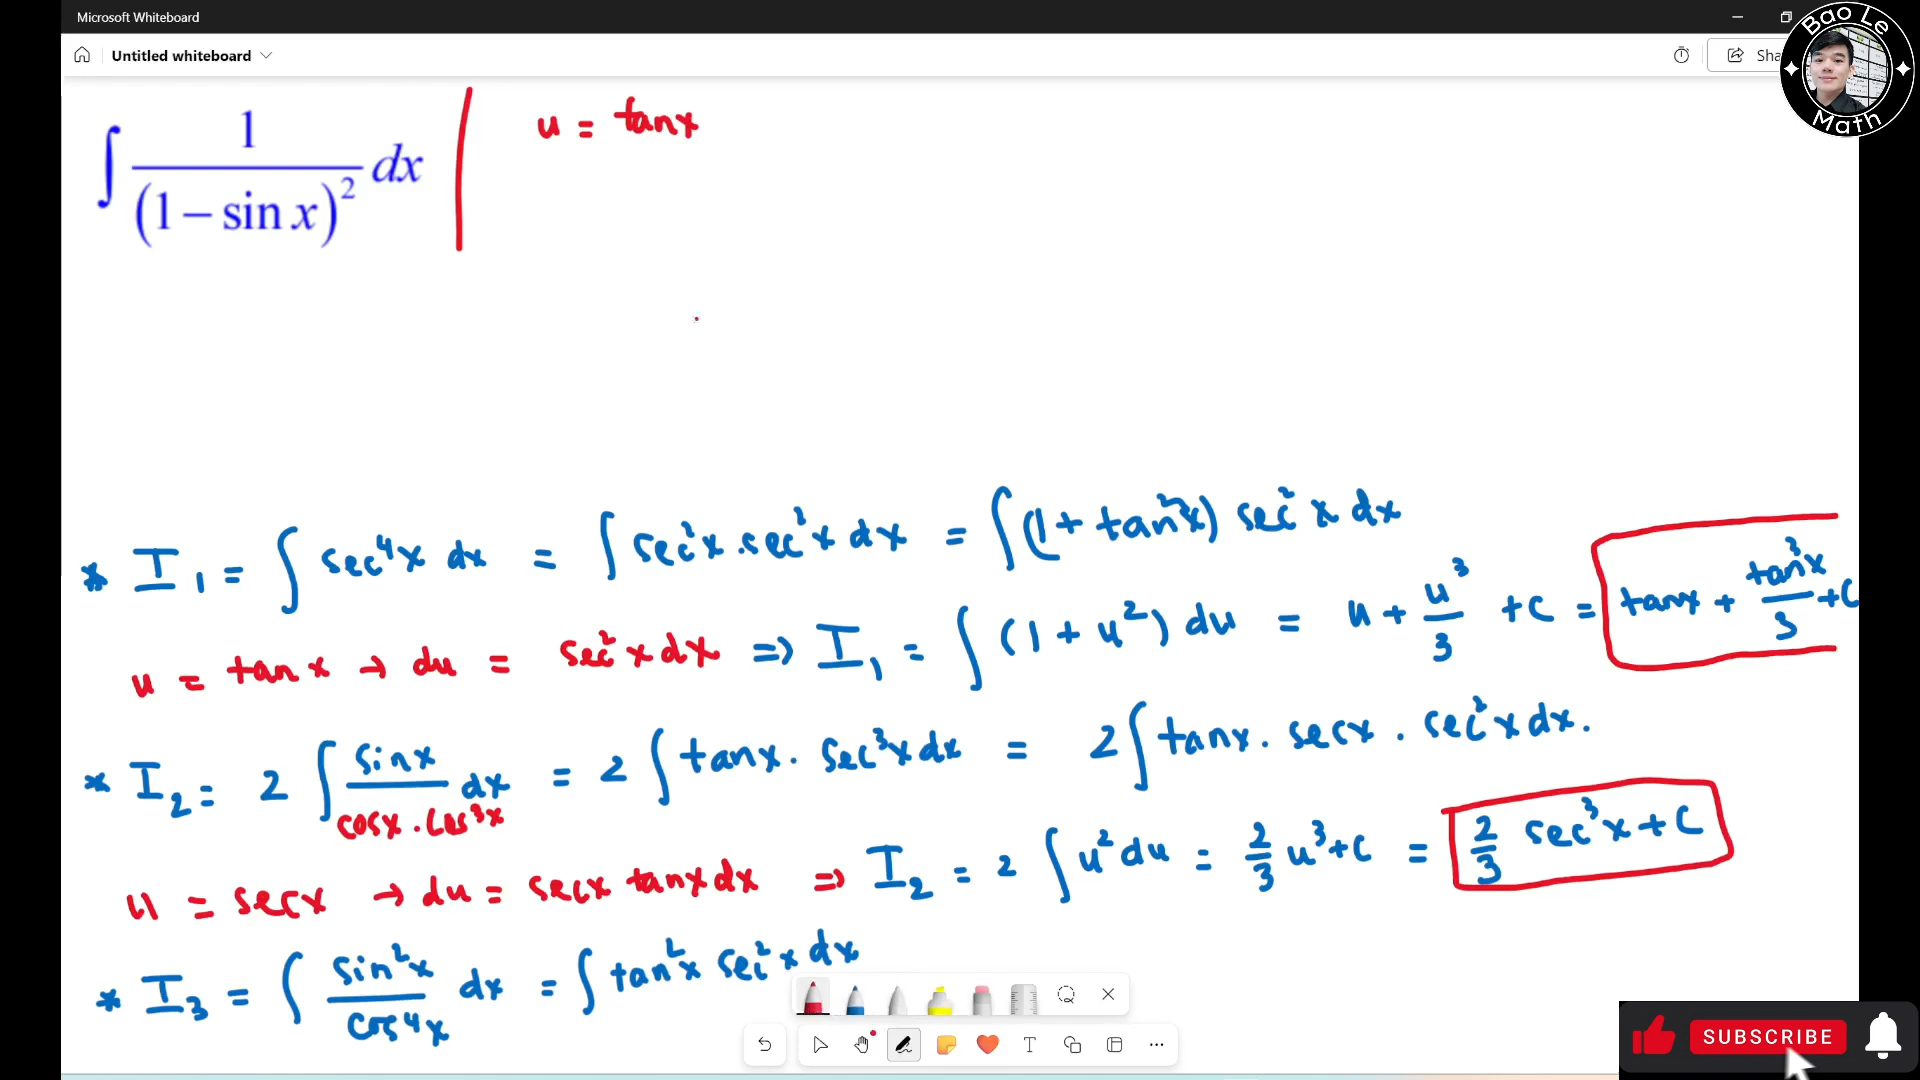 Microsoft Whiteboard
Untitled whiteboard
Sha
Bao Le
Math
∫ 1/(1 − sin x)² dx
u = tanx
* I₁ = ∫ sec⁴x dx = ∫ sec²x . sec²x dx = ∫ (1 + tan²x) sec²x dx
u = tanx → du = sec²x dx ⇒ I₁ = ∫ (1 + u²) du = u + u³/3 + C = tanx + tan³x/3 + C
* I₂ = 2 ∫ sinx/(cosx . cos³x) dx = 2 ∫ tanx . sec³x dx = 2 ∫ tanx . secx . sec²x dx.
u = secx → du = secx tanx dx ⇒ I₂ = 2 ∫ u² du = 2/3 u³ + C = 2/3 sec³x + C
* I₃ = ∫ sin²x/cos⁴x dx = ∫ tan²x sec²x dx
SUBSCRIBE